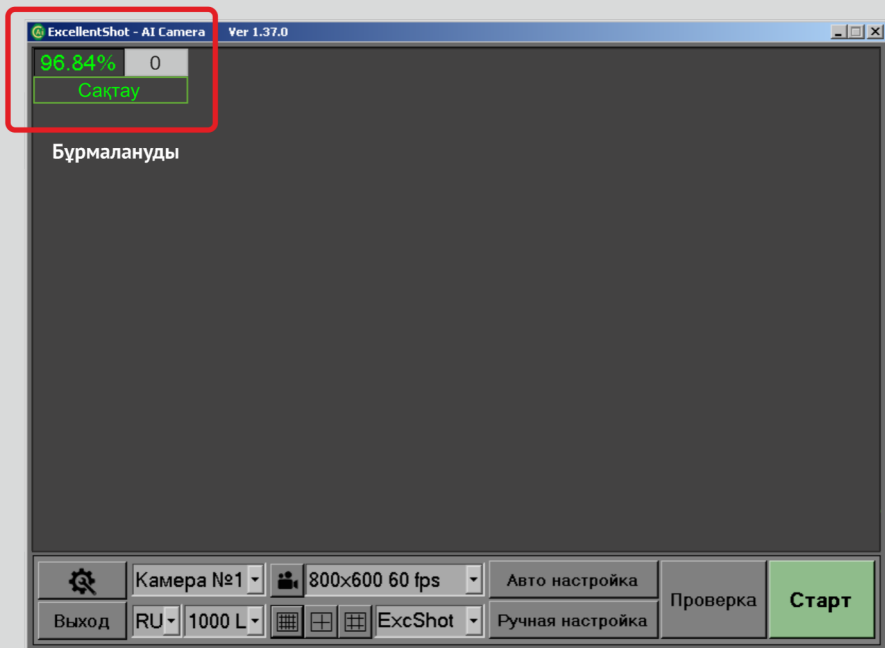 ExcellentShot - AI Camera Ver 1.37.0
96.84% 0
Сақтау
Бұрмалануды
Камера №1 800x600 60 fps Авто настройка Проверка Старт
Выход RU 1000 L ExcShot Ручная настройка